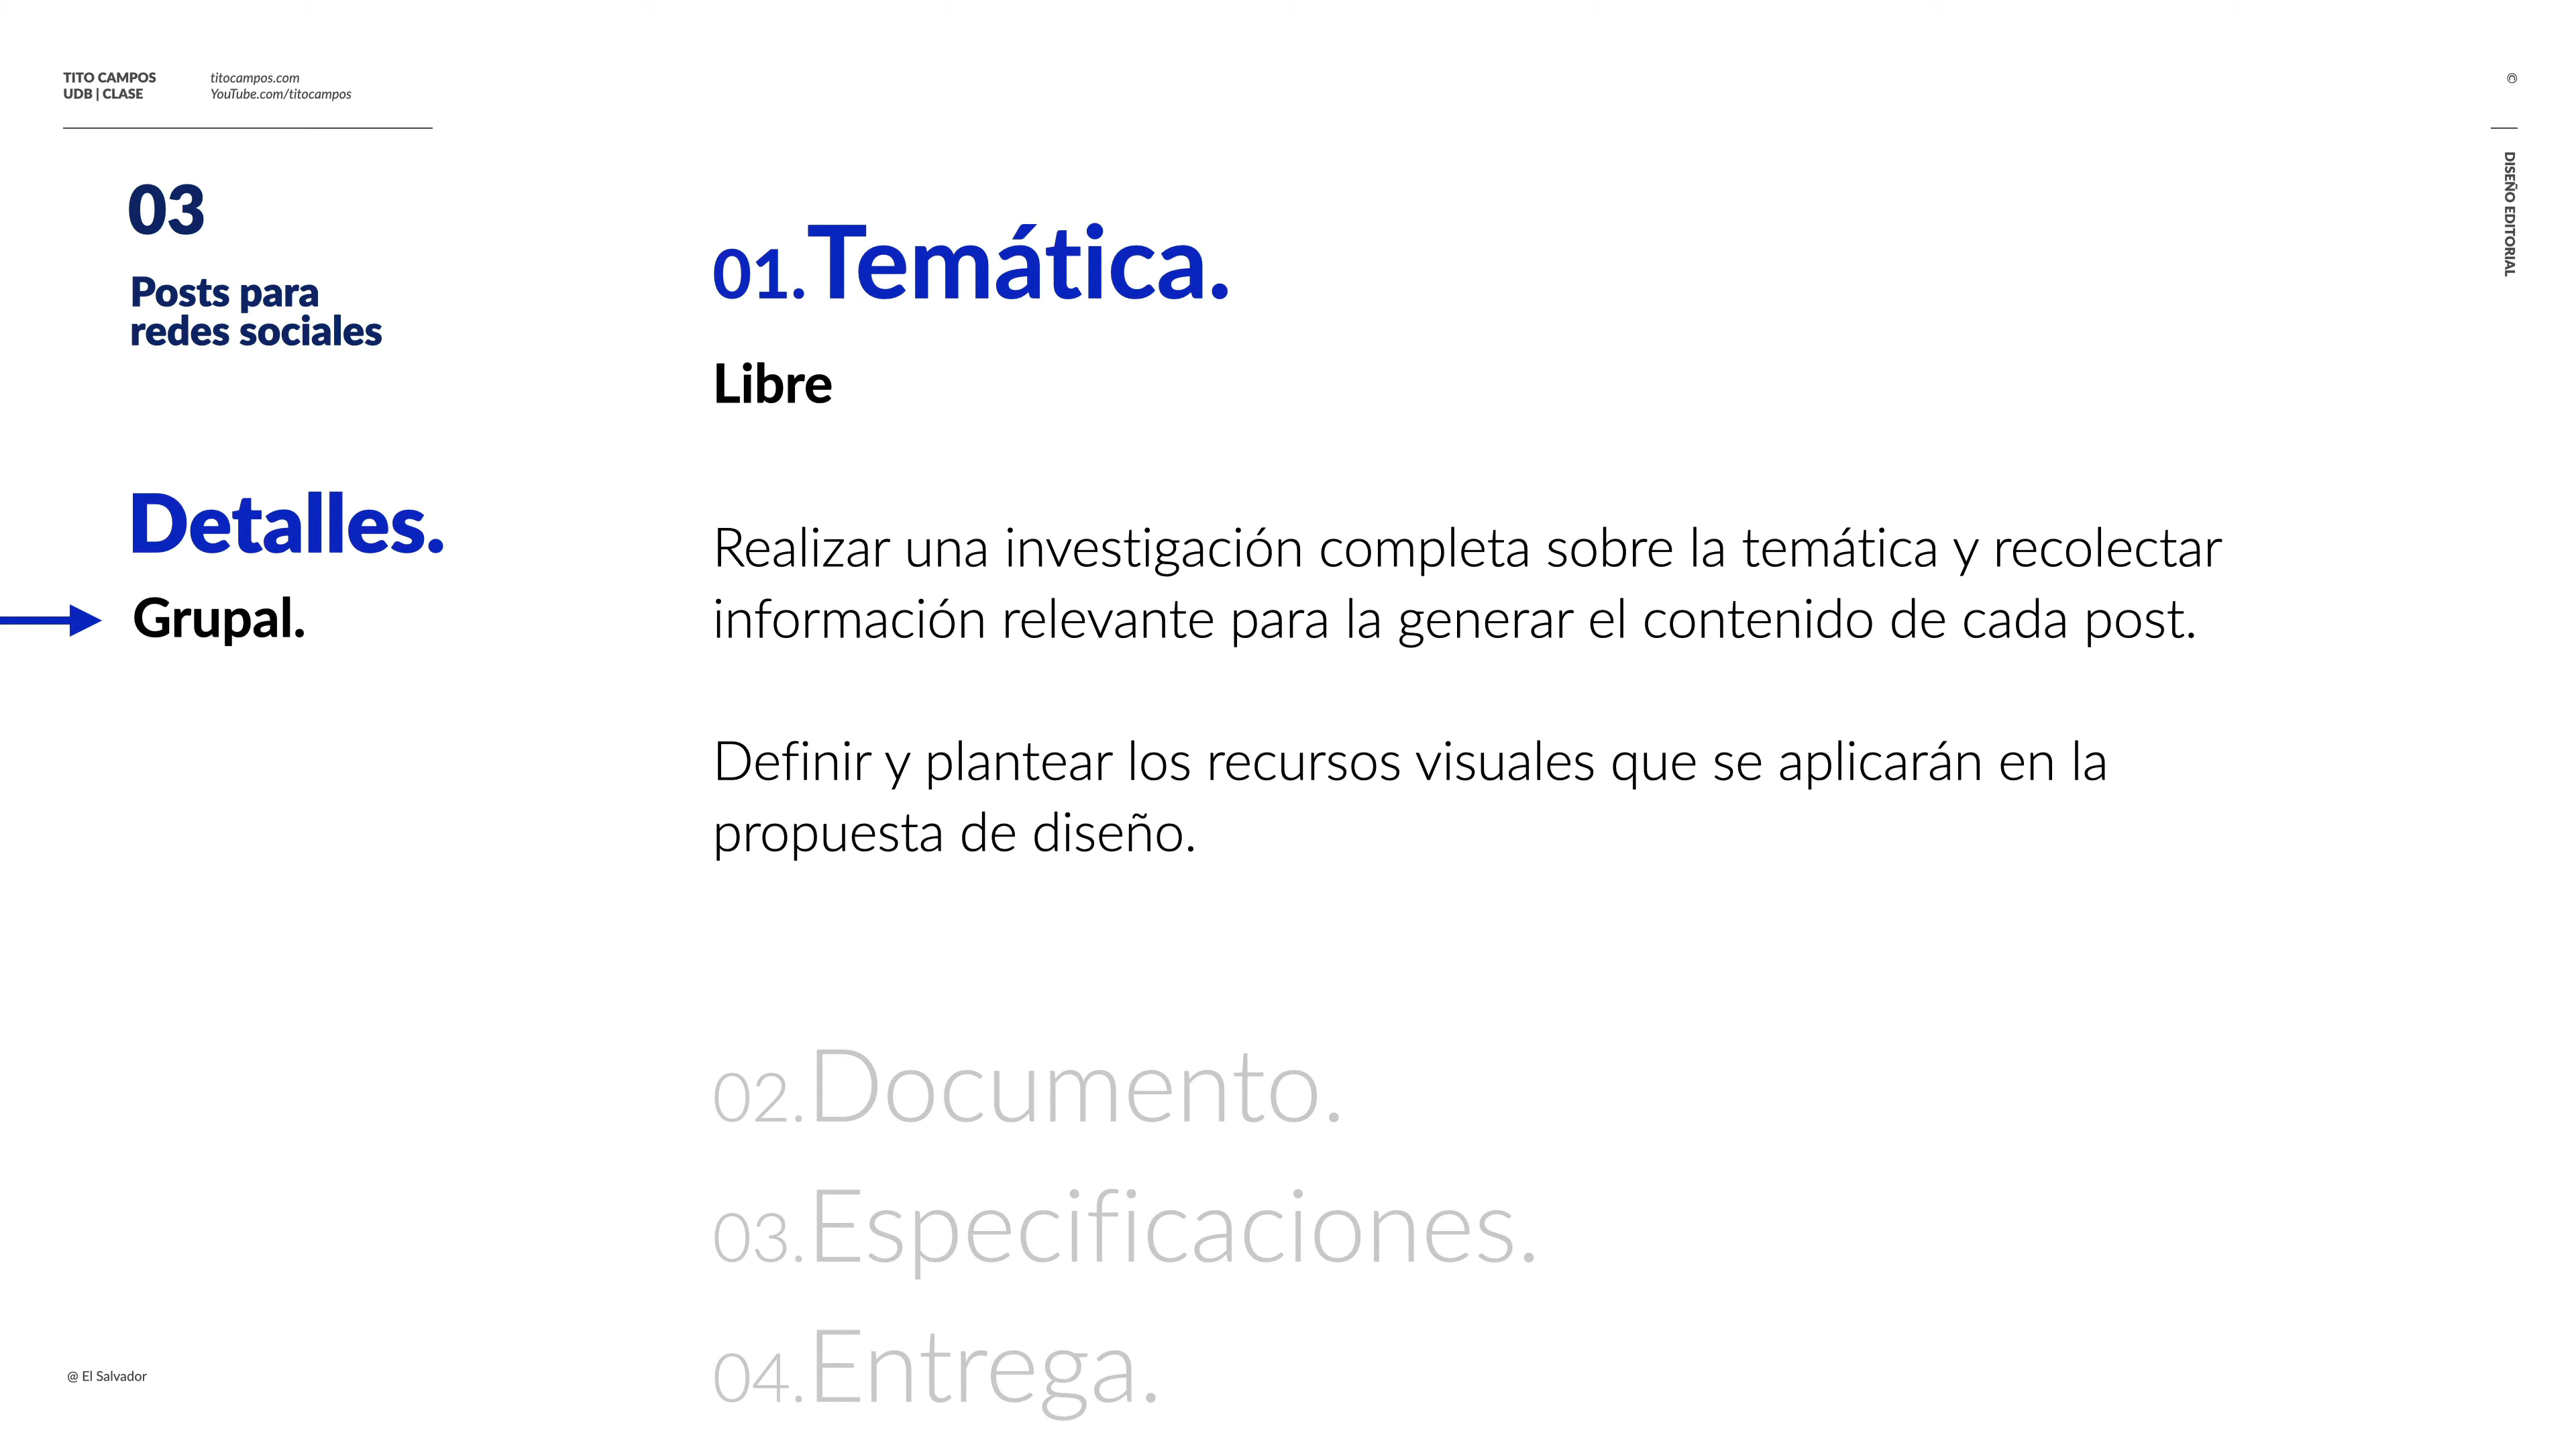 TITO CAMPOS
UDB | CLASE
titocampos.com
YouTube.com/titocampos
©
DISEÑO EDITORIAL
03
Posts para
redes sociales
Detalles.
Grupal.
01.Temática.
Libre
Realizar una investigación completa sobre la temática y recolectar
información relevante para la generar el contenido de cada post.
Definir y plantear los recursos visuales que se aplicarán en la
propuesta de diseño.
02.Documento.
03.Especificaciones.
04.Entrega.
@ El Salvador